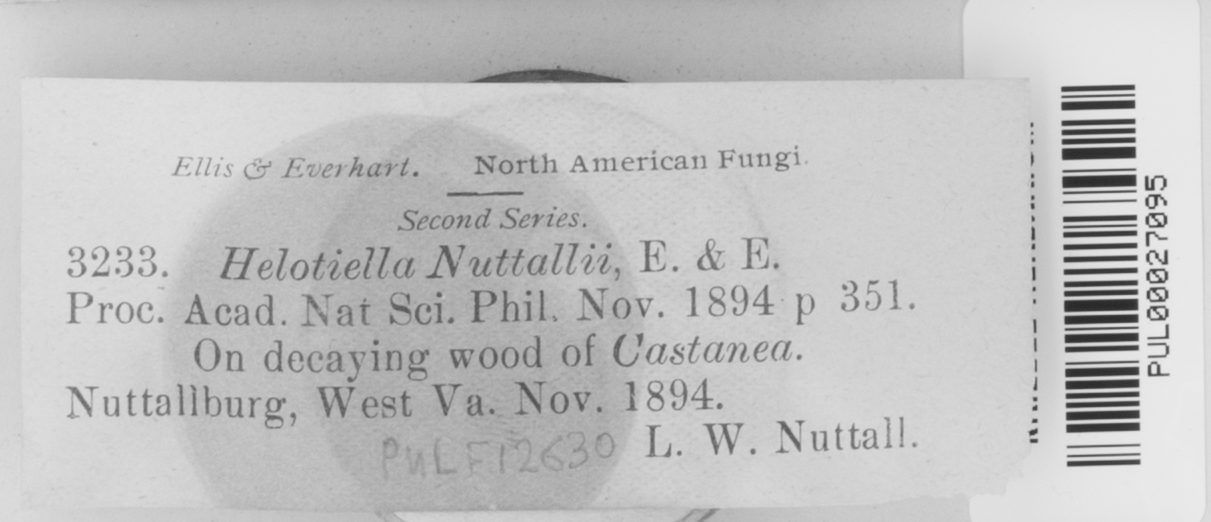 Ellis & Everhart. North American Fungi.
Second Series.
3233. Helotiella Nuttallii, E. & E.
Proc. Acad. Nat Sci. Phil. Nov. 1894 p 351.
On decaying wood of Castanea.
Nuttallburg, West Va. Nov. 1894.
L. W. Nuttall.
PULF12630
PUL00027095